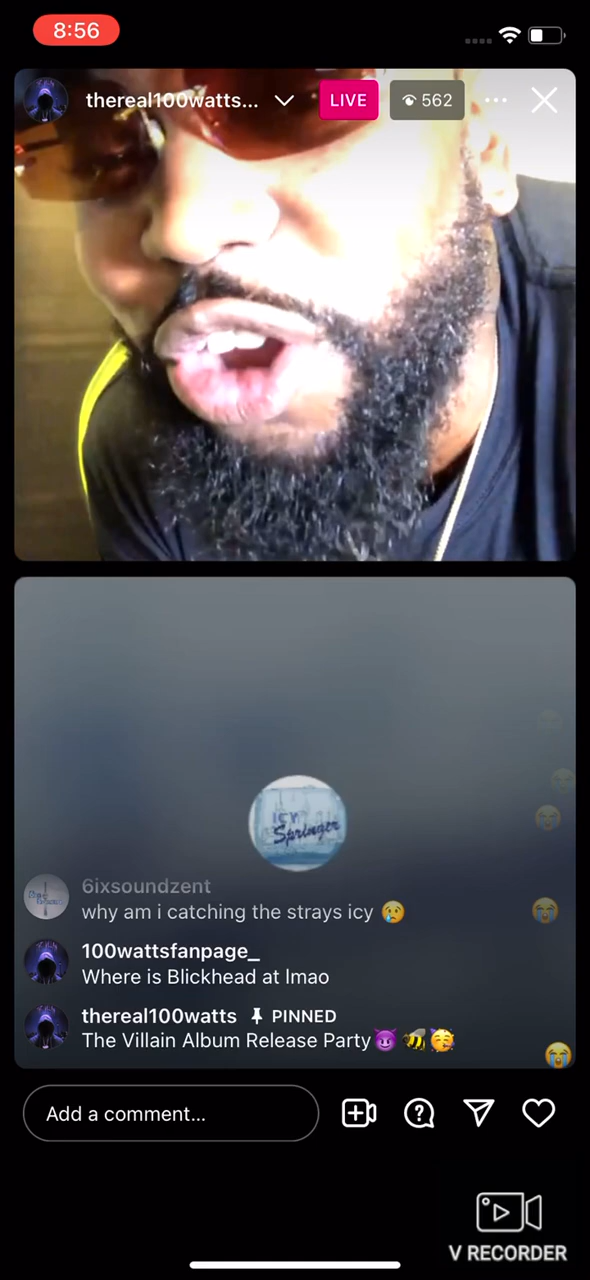 8:56
thereal100watts...
LIVE
562
ICY
Springer
6ixsoundzent
why am i catching the strays icy 😢
100wattsfanpage_
Where is Blickhead at lmao
thereal100watts PINNED
The Villain Album Release Party😈🐝🥳
Add a comment...
V RECORDER